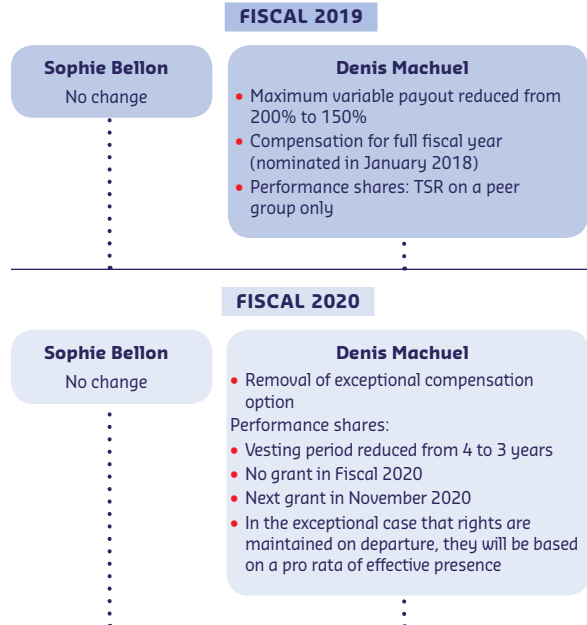 FISCAL 2019
Sophie Bellon
No change
Denis Machuel
• Maximum variable payout reduced from
200% to 150%
• Compensation for full fiscal year
(nominated in January 2018)
• Performance shares: TSR on a peer
group only
FISCAL 2020
Sophie Bellon
No change
Denis Machuel
• Removal of exceptional compensation
option
Performance shares:
• Vesting period reduced from 4 to 3 years
• No grant in Fiscal 2020
• Next grant in November 2020
• In the exceptional case that rights are
maintained on departure, they will be based
on a pro rata of effective presence